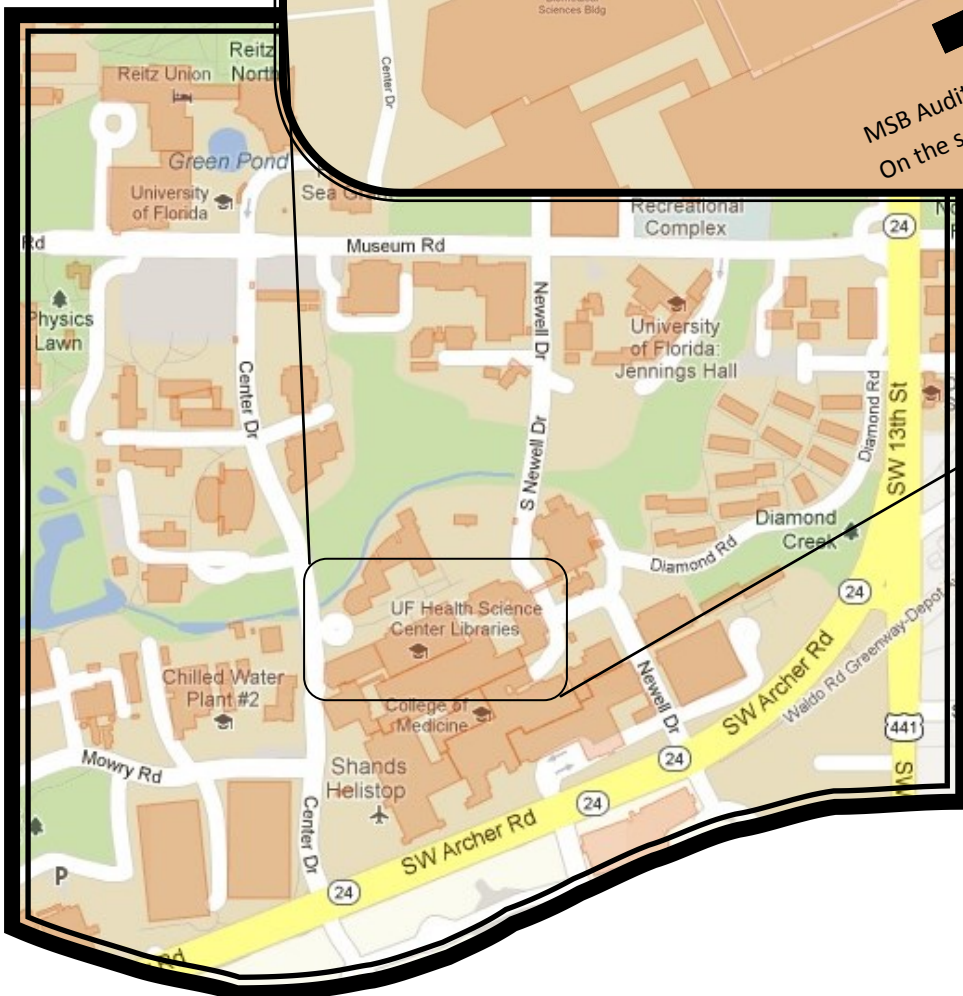 Sciences Bldg
Center Dr
MSB Audit
On the s
Reitz
North
Reitz Union
Green Pond
University
of Florida
Sea
Rd
Museum Rd
Recreational
Complex
24
Physics
Lawn
Newell Dr
University
of Florida:
Jennings Hall
Center Dr
Diamond Rd
SW 13th St
S Newell Dr
Diamond
Creek
Diamond Rd
24
UF Health Science
Center Libraries
Chilled Water
Plant #2
College of
Medicine
Newell Dr
SW Archer Rd
Waldo Rd Greenway-Depot
441
Mowry Rd
Shands
Helistop
24
SW
Center Dr
24
SW Archer Rd
P
24
Rd